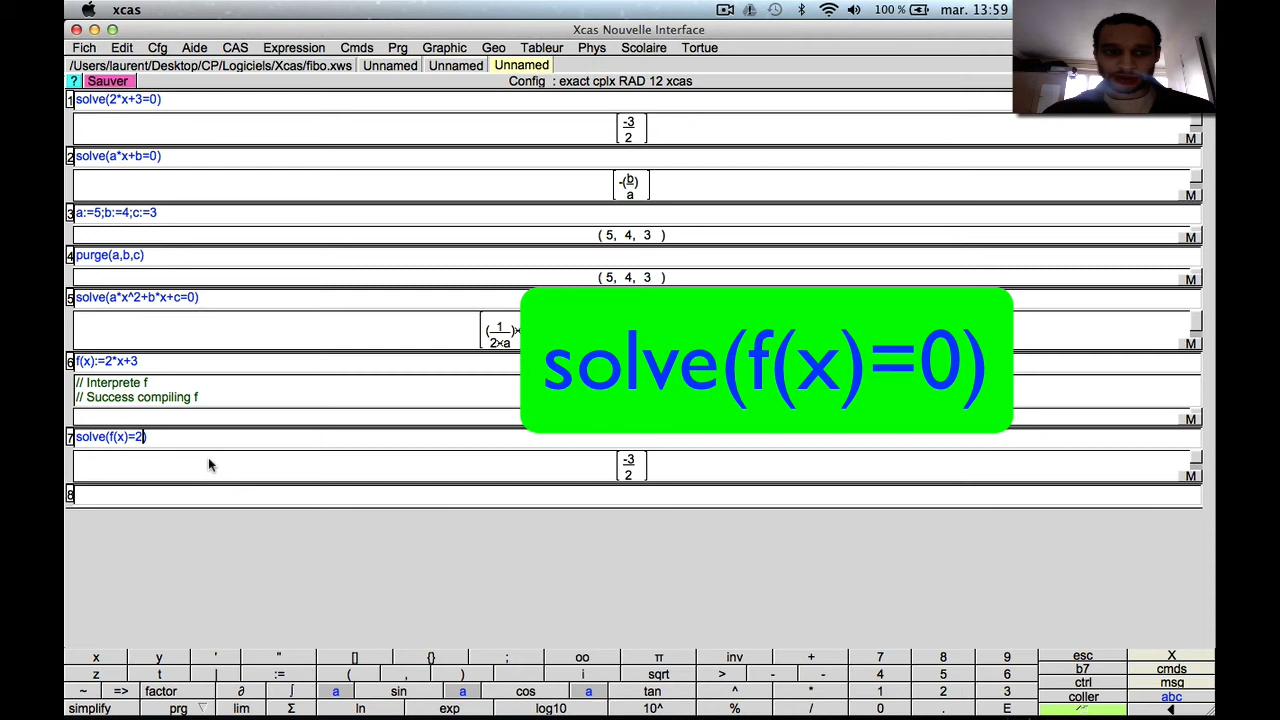 xcas 100 % mar. 13:59
Xcas Nouvelle Interface
Fich Edit Cfg Aide CAS Expression Cmds Prg Graphic Geo Tableur Phys Scolaire Tortue
/Users/laurent/Desktop/CP/Logiciels/Xcas/fibo.xws Unnamed Unnamed Unnamed
? Sauver Config : exact cplx RAD 12 xcas
1 solve(2*x+3=0)
-3
2
M
2 solve(a*x+b=0)
-(b)
a
M
3 a:=5;b:=4;c:=3
( 5, 4, 3 ) M
4 purge(a,b,c)
( 5, 4, 3 ) M
5 solve(a*x^2+b*x+c=0)
(1)×
2×a
M
solve(f(x)=0)
6 f(x):=2*x+3
// Interprete f
// Success compiling f
M
7 solve(f(x)=2)
-3
2
M
8
x y ' " [] {} ; oo π inv + 7 8 9 esc X
z t | := ( , ) i sqrt > - - 4 5 6 b7 cmds
~ => factor ∂ ∫ a sin a cos a tan ^ * 1 2 3 ctrl msg
simplify prg lim Σ ln exp log10 10^ / % 0 . E coller abc